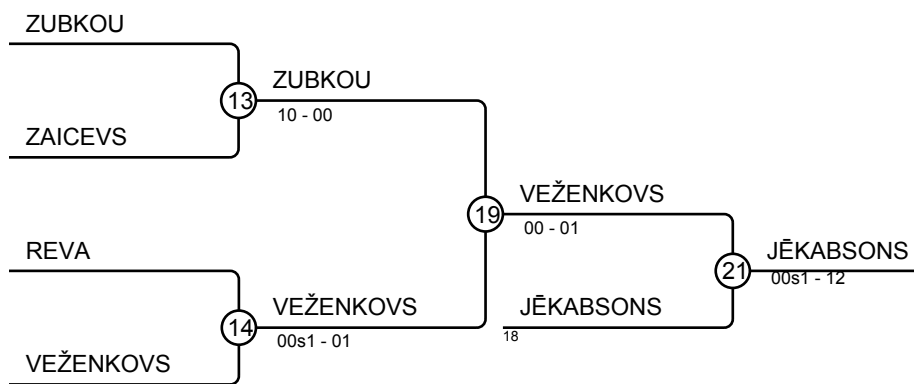 ZUBKOU
13
ZUBKOU
10 - 00
ZAICEVS
19
VEŽENKOVS
00 - 01
REVA
21
JĒKABSONS
00s1 - 12
14
VEŽENKOVS
00s1 - 01
JĒKABSONS
18
VEŽENKOVS